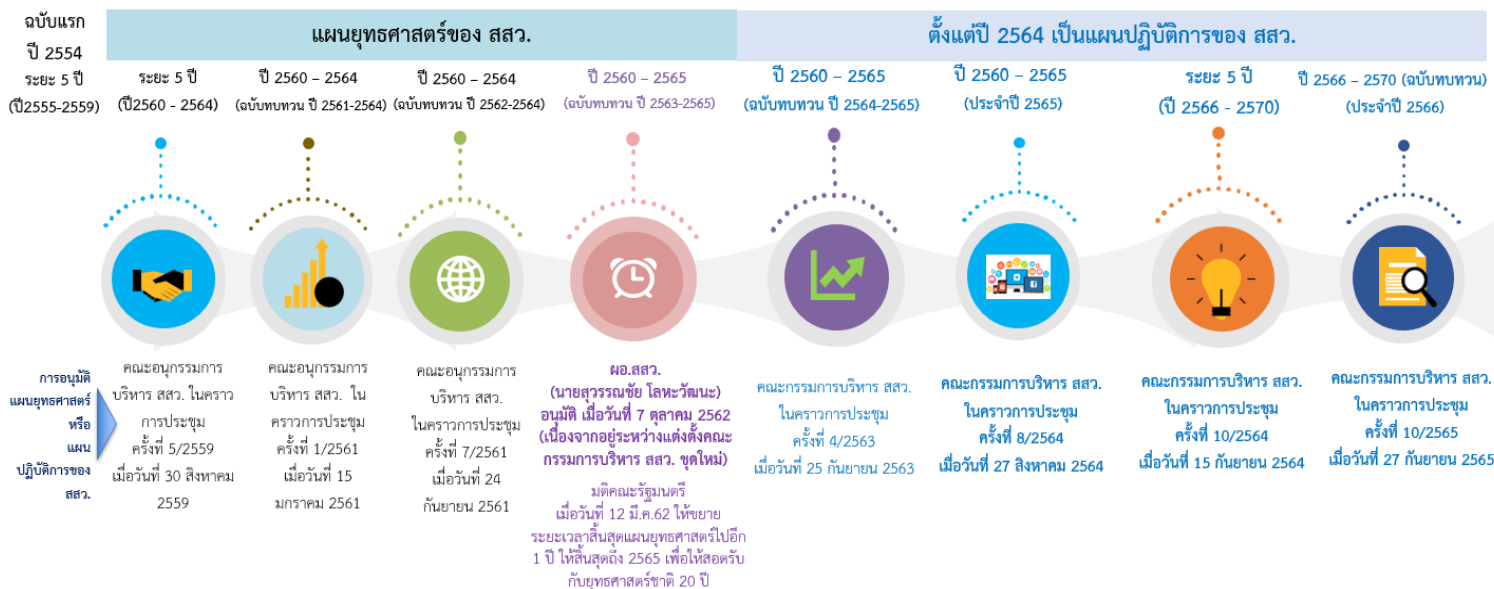 ฉบับแรก
ปี 2554
ระยะ 5 ปี
(ปี2555-2559)
แผนยุทธศาสตร์ของ สสว.
ตั้งแต่ปี 2564 เป็นแผนปฏิบัติการของ สสว.
ระยะ 5 ปี
(ปี2560 - 2564)
ปี 2560 – 2564
(ฉบับทบทวน ปี 2561-2564)
ปี 2560 – 2564
(ฉบับทบทวน ปี 2562-2564)
ปี 2560 – 2565
(ฉบับทบทวน ปี 2563-2565)
ปี 2560 – 2565
(ฉบับทบทวน ปี 2564-2565)
ปี 2560 – 2565
(ประจำปี 2565)
ระยะ 5 ปี
(ปี 2566 - 2570)
ปี 2566 – 2570 (ฉบับทบทวน)
(ประจำปี 2566)
การอนุมัติ
แผนยุทธศาสตร์
หรือ
แผน
ปฏิบัติการของ
สสว.
คณะอนุกรรมการ
บริหาร สสว. ในคราว
การประชุม
ครั้งที่ 5/2559
เมื่อวันที่ 30 สิงหาคม
2559
คณะอนุกรรมการ
บริหาร สสว. ใน
คราวการประชุม
ครั้งที่ 1/2561
เมื่อวันที่ 15
มกราคม 2561
คณะอนุกรรมการ
บริหาร สสว.
ในคราวการประชุม
ครั้งที่ 7/2561
เมื่อวันที่ 24
กันยายน 2561
ผอ.สสว.
(นายสุวรรณชัย โลหะวัฒนะ)
อนุมัติ เมื่อวันที่ 7 ตุลาคม 2562
(เนื่องจากอยู่ระหว่างแต่งตั้งคณะ
กรรมการบริหาร สสว. ชุดใหม่)
มติคณะรัฐมนตรี
เมื่อวันที่ 12 มี.ค.62 ให้ขยาย
ระยะเวลาสิ้นสุดแผนยุทธศาสตร์ไปอีก
1 ปี ให้สิ้นสุดถึง 2565 เพื่อให้สอดรับ
กับยุทธศาสตร์ชาติ 20 ปี
คณะกรรมการบริหาร สสว.
ในคราวการประชุม
ครั้งที่ 4/2563
เมื่อวันที่ 25 กันยายน 2563
คณะกรรมการบริหาร สสว.
ในคราวการประชุม
ครั้งที่ 8/2564
เมื่อวันที่ 27 สิงหาคม 2564
คณะกรรมการบริหาร สสว.
ในคราวการประชุม
ครั้งที่ 10/2564
เมื่อวันที่ 15 กันยายน 2564
คณะกรรมการบริหาร สสว.
ในคราวการประชุม
ครั้งที่ 10/2565
เมื่อวันที่ 27 กันยายน 2565